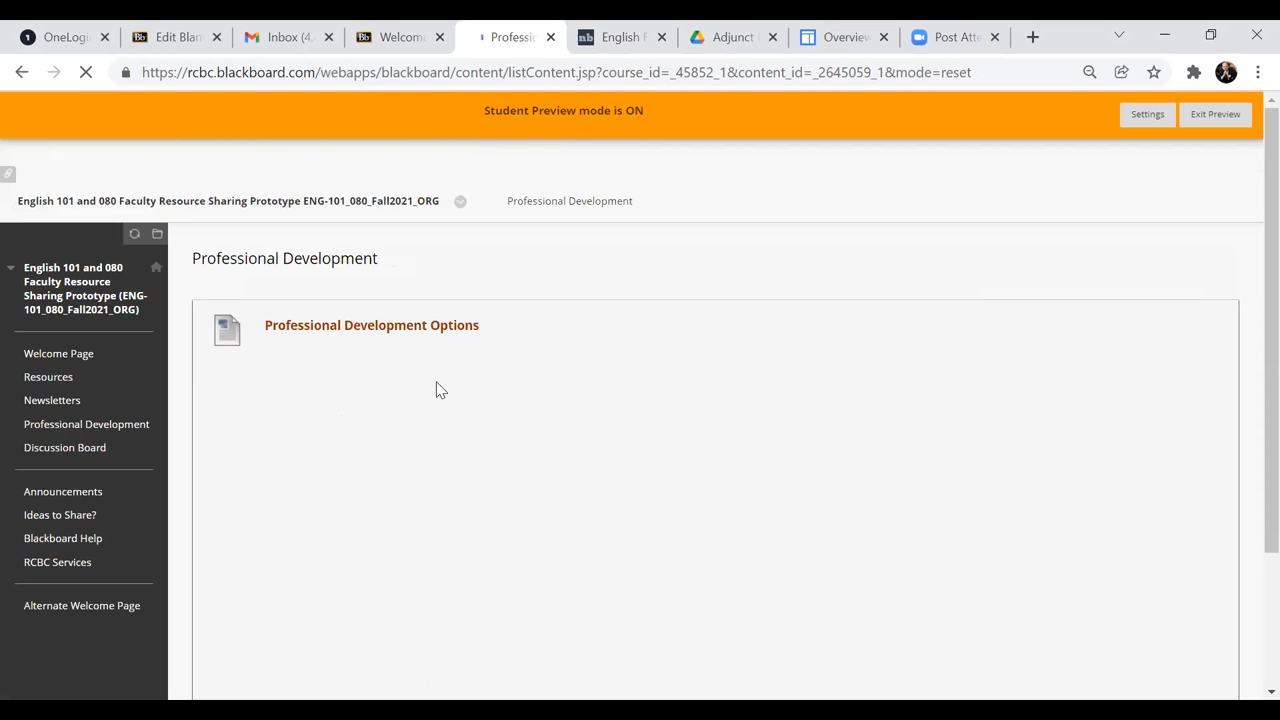 OneLogi
Edit Blan
Inbox (4,
Welcome
Professi
English F
Adjunct
Overview
Post Atte
https://rcbc.blackboard.com/webapps/blackboard/content/listContent.jsp?course_id=_45852_1&content_id=_2645059_1&mode=reset
Student Preview mode is ON
Settings
Exit Preview
English 101 and 080 Faculty Resource Sharing Prototype ENG-101_080_Fall2021_ORG
Professional Development
English 101 and 080
Faculty Resource
Sharing Prototype (ENG-
101_080_Fall2021_ORG)
Welcome Page
Resources
Newsletters
Professional Development
Discussion Board
Announcements
Ideas to Share?
Blackboard Help
RCBC Services
Alternate Welcome Page
Professional Development
Professional Development Options